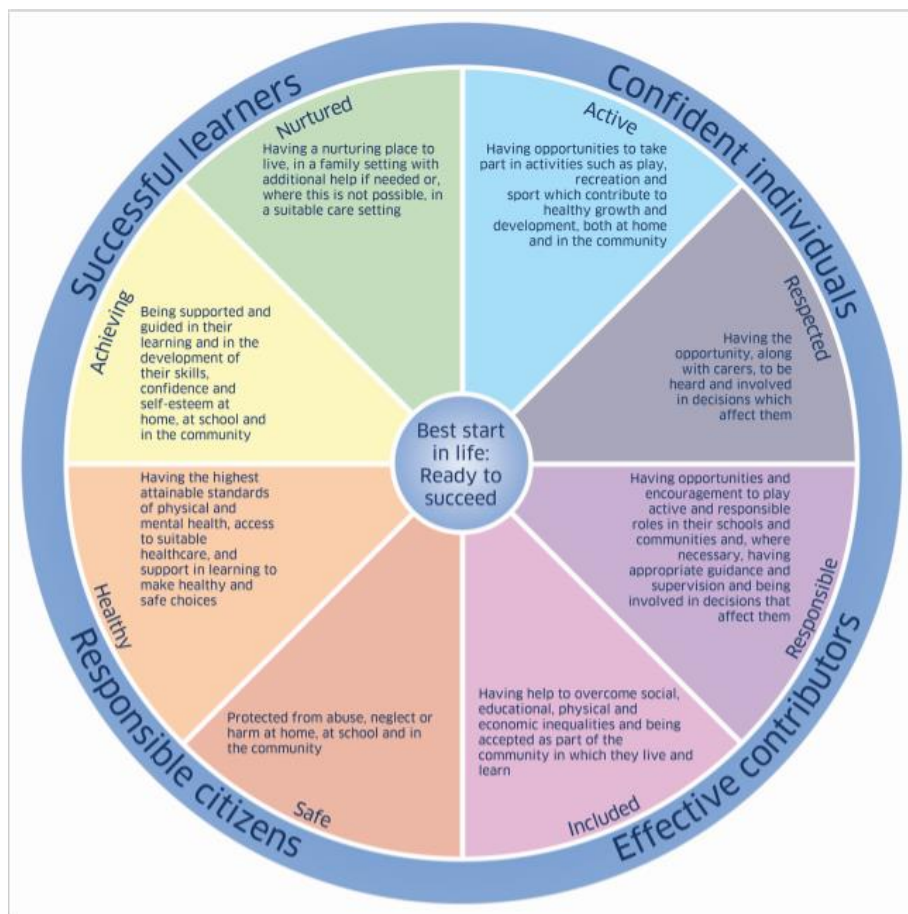 Successful learners
Confident individuals
Nurtured
Having a nurturing place to
live, in a family setting with
additional help if needed or,
where this is not possible, in
a suitable care setting
Active
Having opportunities to take
part in activities such as play,
recreation and
sport which contribute to
healthy growth and
development, both at home
and in the community
Achieving
Being supported and
guided in their
learning and in the
development of
their skills,
confidence and
self-esteem at
home, at school and
in the community
Respected
Having the
opportunity, along
with carers, to be
heard and involved
in decisions which
affect them
Best start
in life:
Ready to
succeed
Healthy
Having the highest
attainable standards
of physical and
mental health, access
to suitable
healthcare, and
support in learning to
make healthy and
safe choices
Responsible
Having opportunities and
encouragement to play
active and responsible
roles in their schools and
communities and, where
necessary, having
appropriate guidance and
supervision and being
involved in decisions that
affect them
Protected from abuse, neglect or
harm at home, at school and in
the community
Safe
Having help to overcome social,
educational, physical and
economic inequalities and being
accepted as part of the
community in which they live and
learn
Included
Responsible citizens
Effective contributors